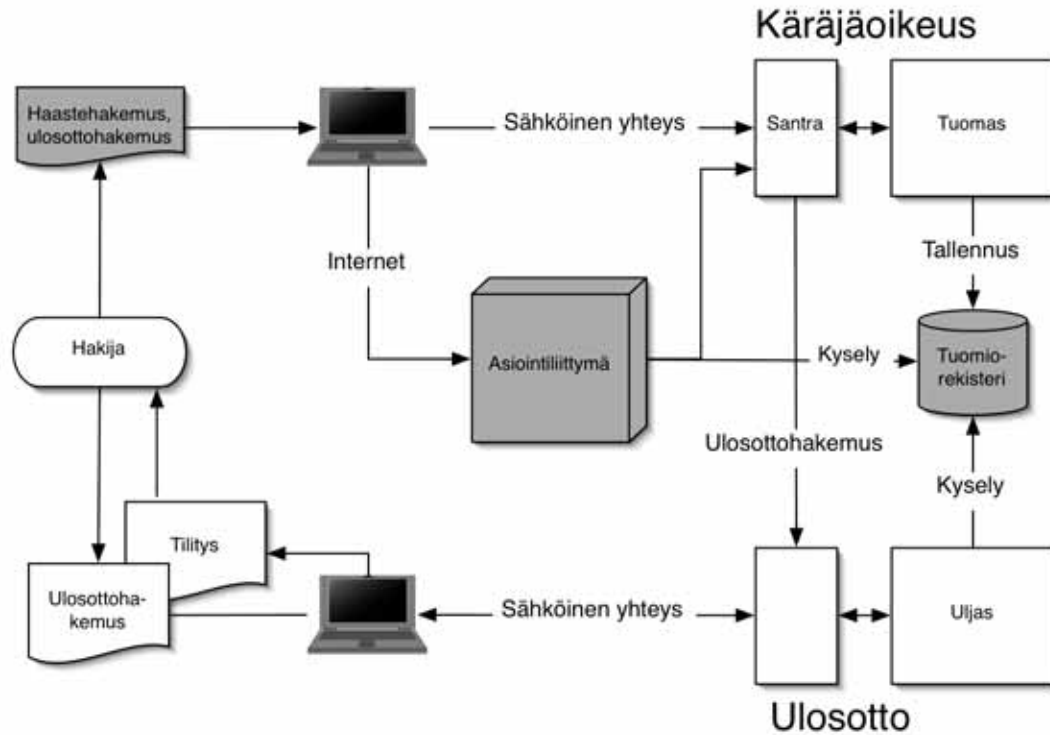 Käräjäoikeus
Haastehakemus,
ulosottohakemus
Sähköinen yhteys
Santra
Tuomas
Internet
Tallennus
Hakija
Asiointiliittymä
Kysely
Tuomio-
rekisteri
Ulosottohakemus
Kysely
Tilitys
Ulosottoha-
kemus
Sähköinen yhteys
Uljas
Ulosotto